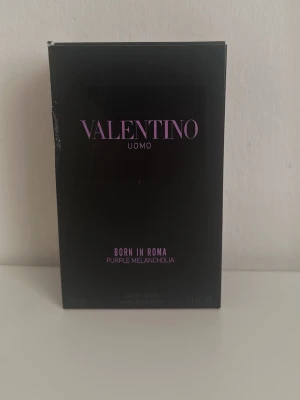 VALENTINO
UOMO
BORN IN ROMA
PURPLE MELANCHOLIA